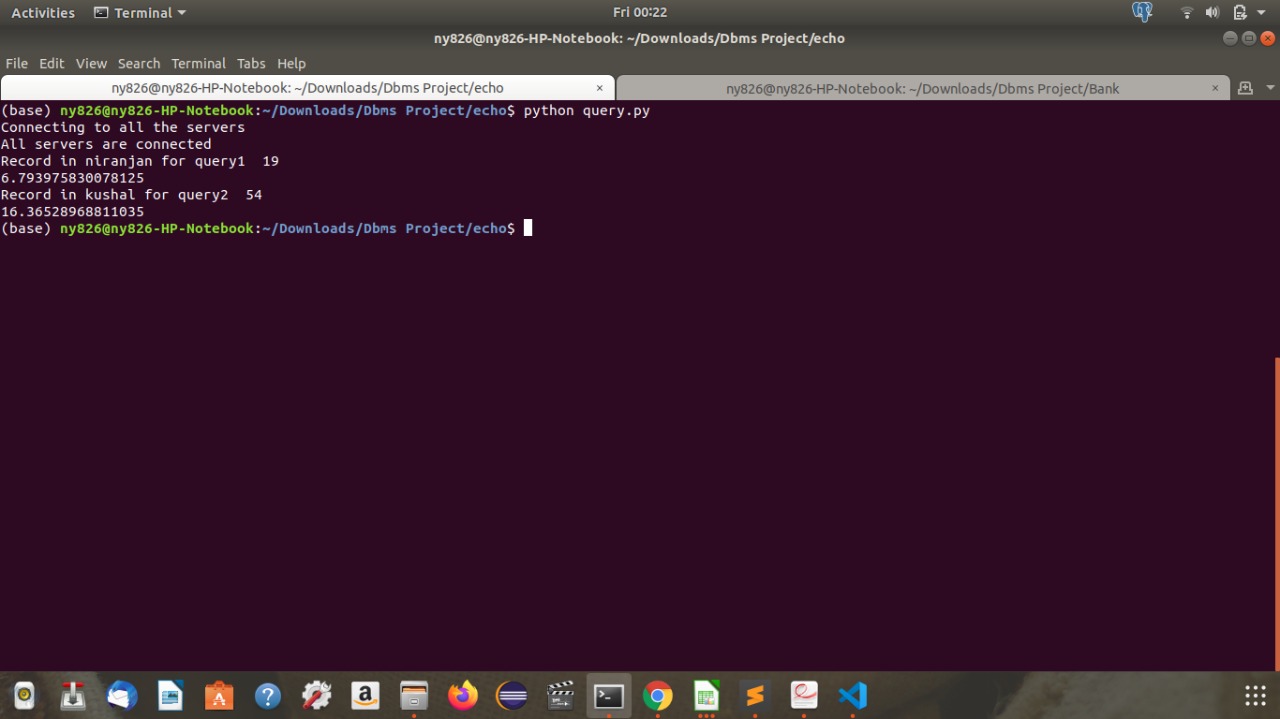 Activities Terminal Fri 00:22
ny826@ny826-HP-Notebook: ~/Downloads/Dbms Project/echo
File Edit View Search Terminal Tabs Help
ny826@ny826-HP-Notebook: ~/Downloads/Dbms Project/echo × ny826@ny826-HP-Notebook: ~/Downloads/Dbms Project/Bank ×
(base) ny826@ny826-HP-Notebook:~/Downloads/Dbms Project/echo$ python query.py
Connecting to all the servers
All servers are connected
Record in niranjan for query1  19
6.793975830078125
Record in kushal for query2  54
16.36528968811035
(base) ny826@ny826-HP-Notebook:~/Downloads/Dbms Project/echo$